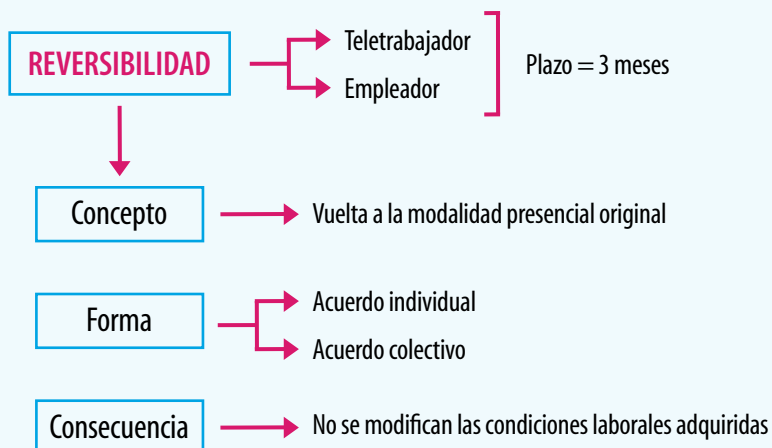 REVERSIBILIDAD
Teletrabajador
Empleador
Plazo = 3 meses
Concepto
Vuelta a la modalidad presencial original
Forma
Acuerdo individual
Acuerdo colectivo
Consecuencia
No se modifican las condiciones laborales adquiridas